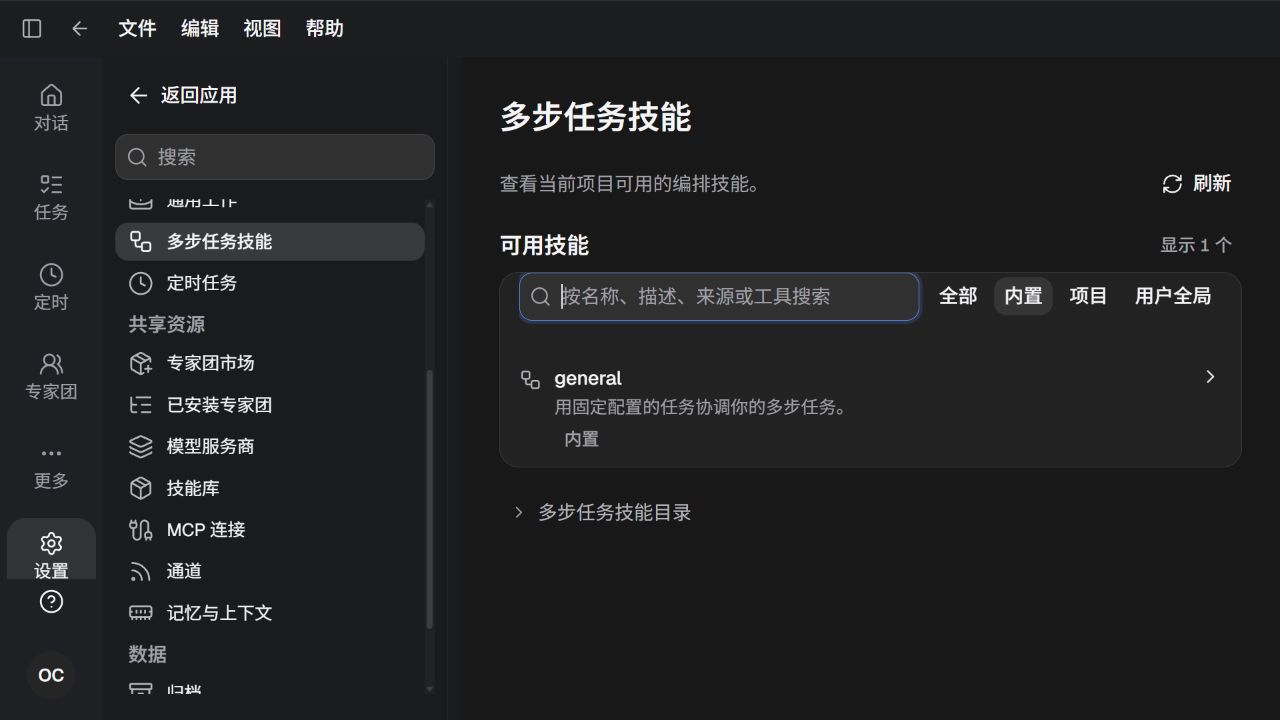 文件 编辑 视图 帮助
对话
任务
定时
专家团
更多
设置
OC
返回应用
搜索
通用工作
多步任务技能
定时任务
共享资源
专家团市场
已安装专家团
模型服务商
技能库
MCP 连接
通道
记忆与上下文
数据
归档
多步任务技能
查看当前项目可用的编排技能。
刷新
可用技能
显示 1 个
按名称、描述、来源或工具搜索
全部 内置 项目 用户全局
general
用固定配置的任务协调你的多步任务。
内置
多步任务技能目录